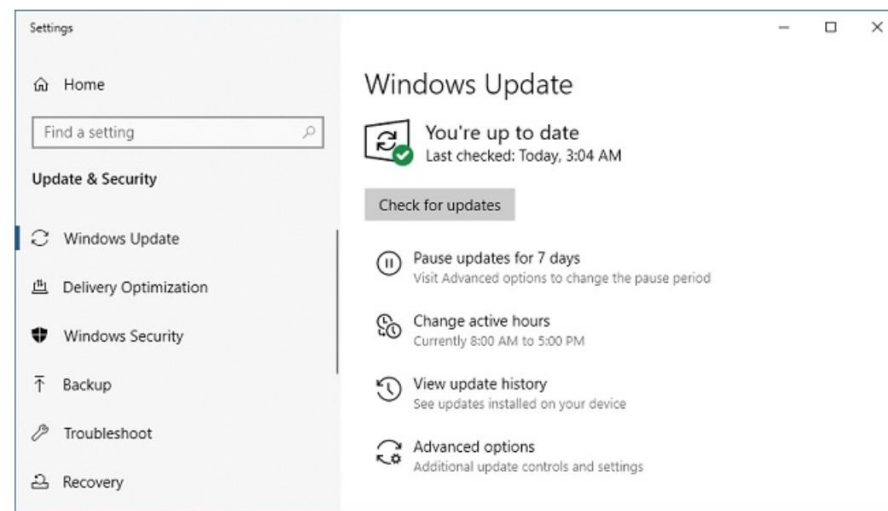 Settings
Home
Find a setting
Update & Security
Windows Update
Delivery Optimization
Windows Security
Backup
Troubleshoot
Recovery
Windows Update
You're up to date
Last checked: Today, 3:04 AM
Check for updates
Pause updates for 7 days
Visit Advanced options to change the pause period
Change active hours
Currently 8:00 AM to 5:00 PM
View update history
See updates installed on your device
Advanced options
Additional update controls and settings